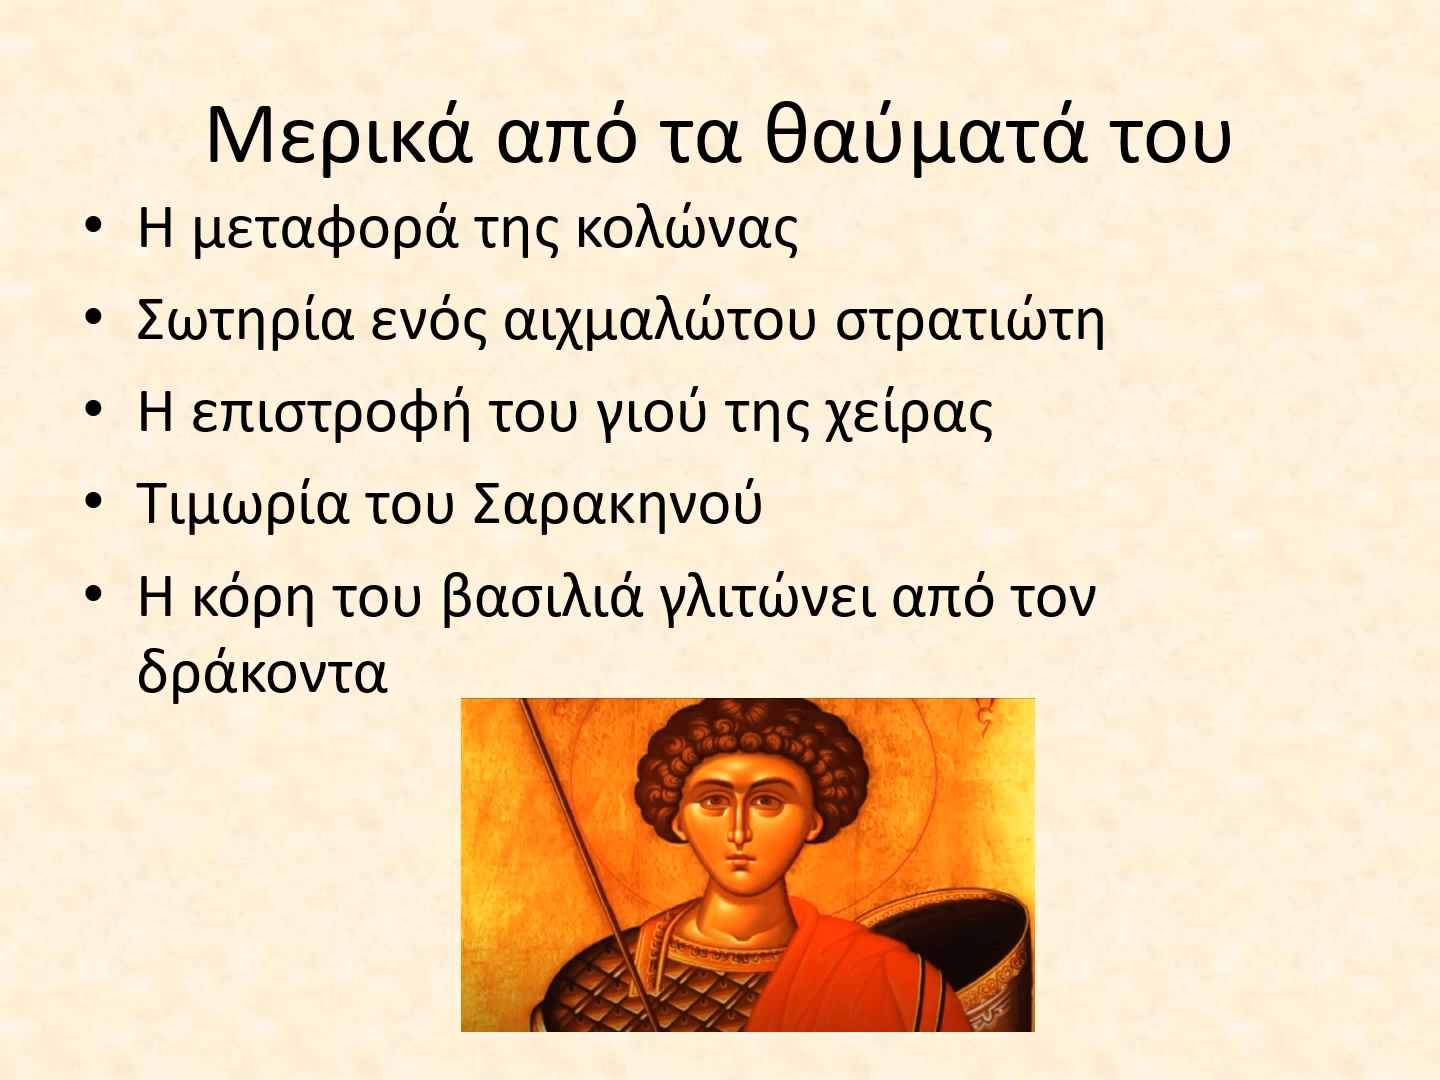 Μερικά από τα θαύματά του
• Η μεταφορά της κολώνας
• Σωτηρία ενός αιχμαλώτου στρατιώτη
• Η επιστροφή του γιού της χείρας
• Τιμωρία του Σαρακηνού
• Η κόρη του βασιλιά γλιτώνει από τον
δράκοντα